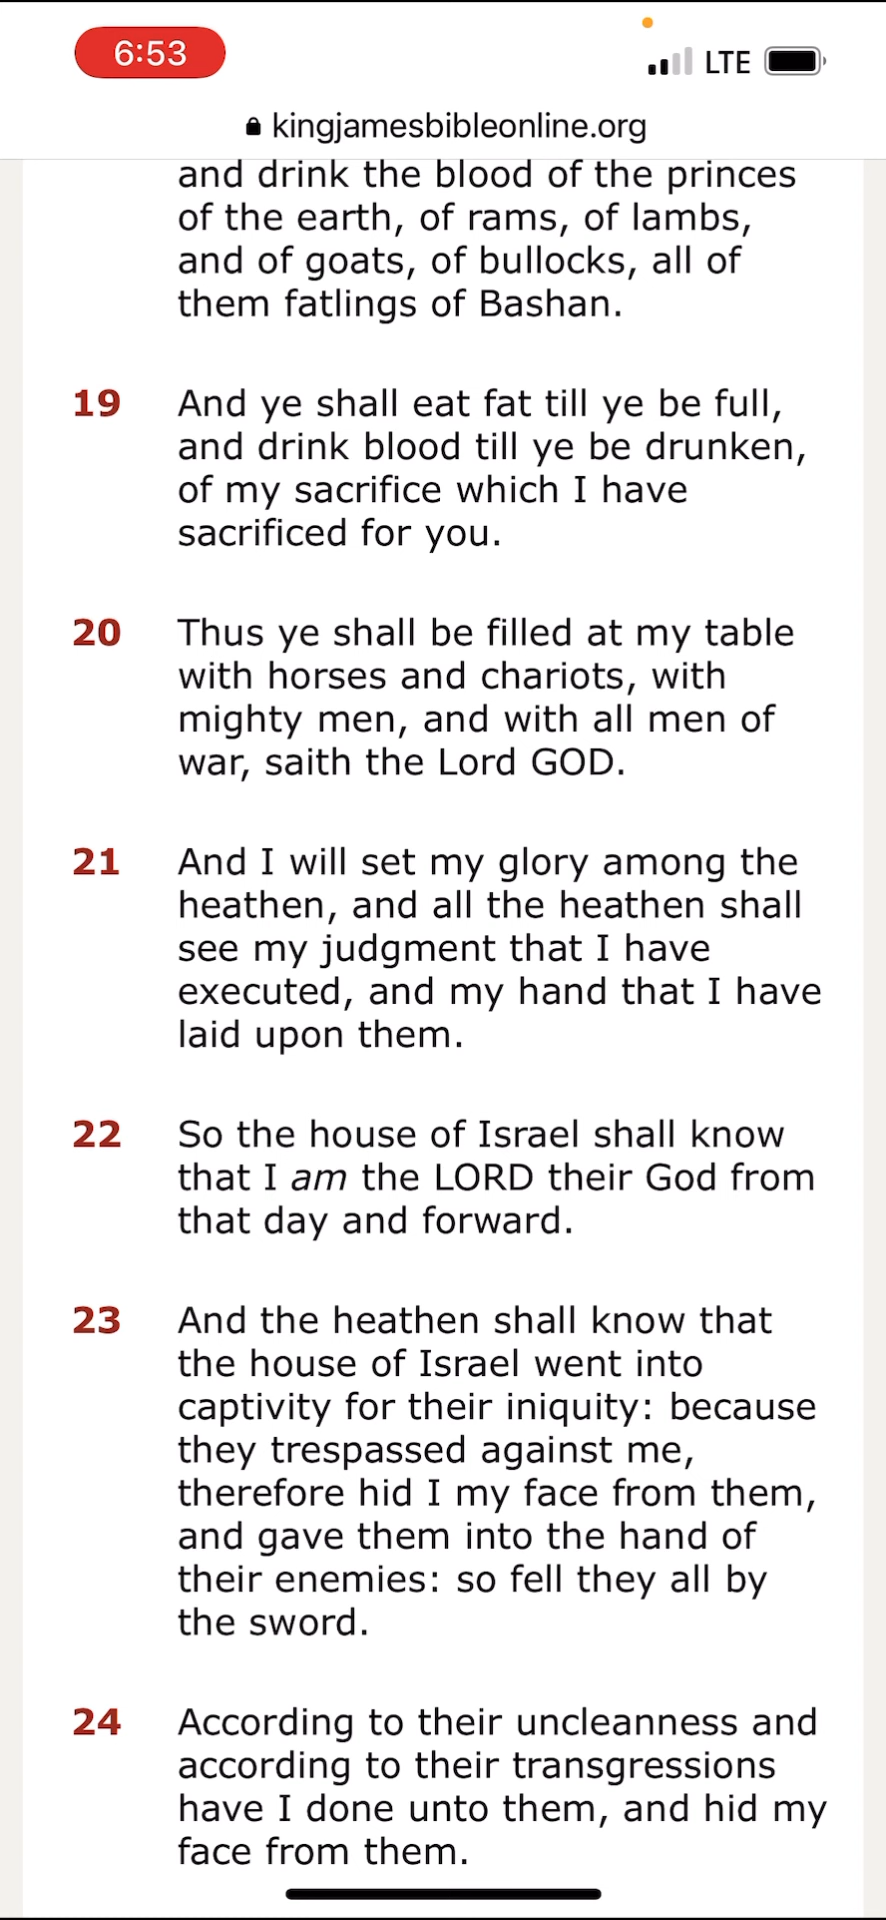 6:53
LTE
kingjamesbibleonline.org
and drink the blood of the princes
of the earth, of rams, of lambs,
and of goats, of bullocks, all of
them fatlings of Bashan.
19 And ye shall eat fat till ye be full,
and drink blood till ye be drunken,
of my sacrifice which I have
sacrificed for you.
20 Thus ye shall be filled at my table
with horses and chariots, with
mighty men, and with all men of
war, saith the Lord GOD.
21 And I will set my glory among the
heathen, and all the heathen shall
see my judgment that I have
executed, and my hand that I have
laid upon them.
22 So the house of Israel shall know
that I am the LORD their God from
that day and forward.
23 And the heathen shall know that
the house of Israel went into
captivity for their iniquity: because
they trespassed against me,
therefore hid I my face from them,
and gave them into the hand of
their enemies: so fell they all by
the sword.
24 According to their uncleanness and
according to their transgressions
have I done unto them, and hid my
face from them.